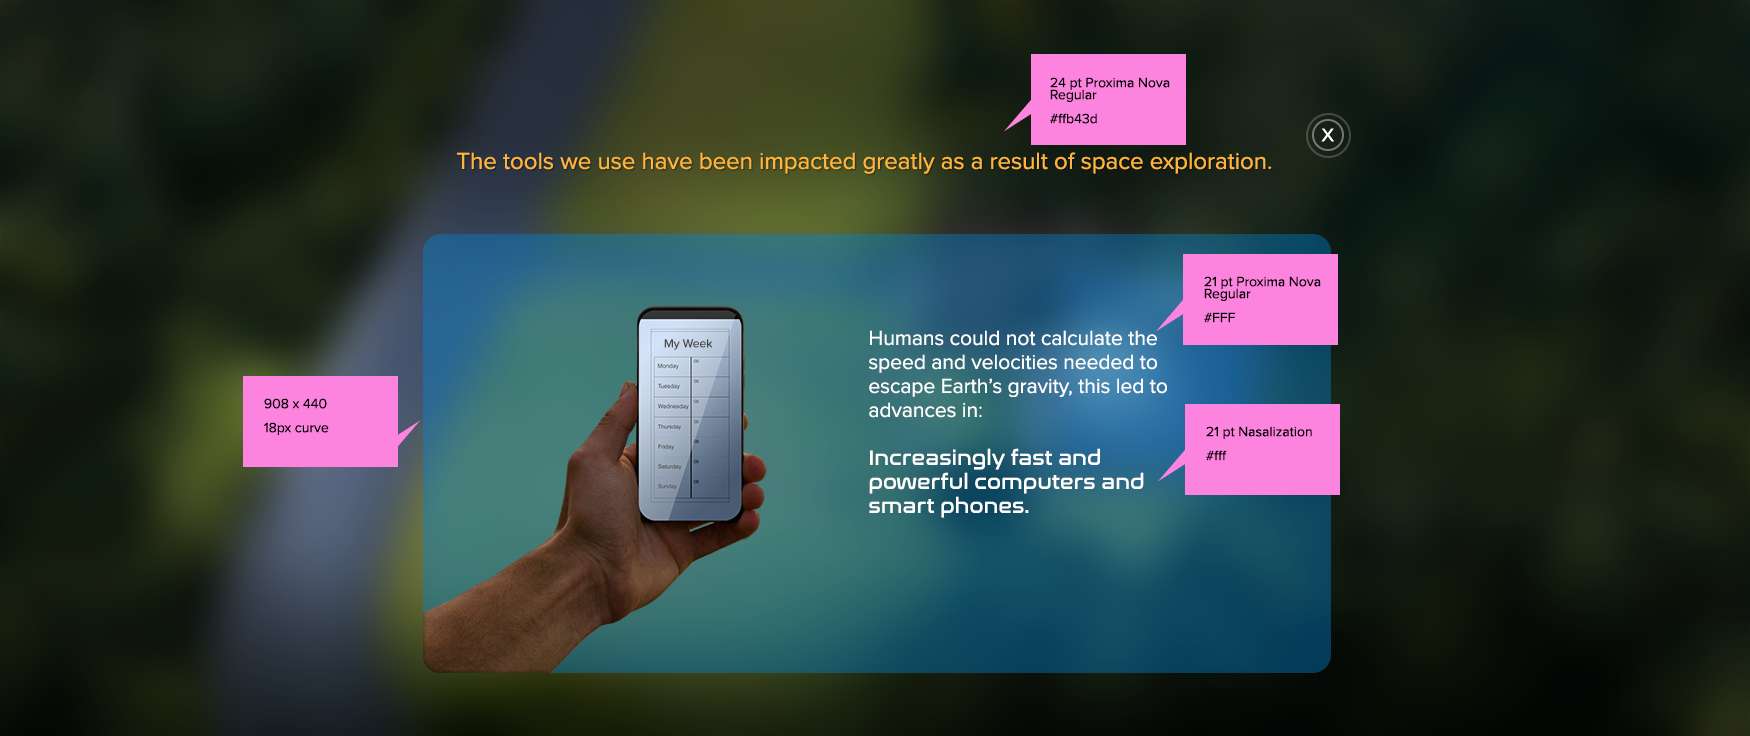 24 pt Proxima Nova
Regular
#ffb43d
X
The tools we use have been impacted greatly as a result of space exploration.
21 pt Proxima Nova
Regular
#FFF
My Week
Monday
Tuesday
Wednesday
Thursday
Friday
Saturday
Sunday
Humans could not calculate the
speed and velocities needed to
escape Earth's gravity, this led to
advances in:
908 x 440
18px curve
21 pt Nasalization
#fff
Increasingly fast and
powerful computers and
smart phones.